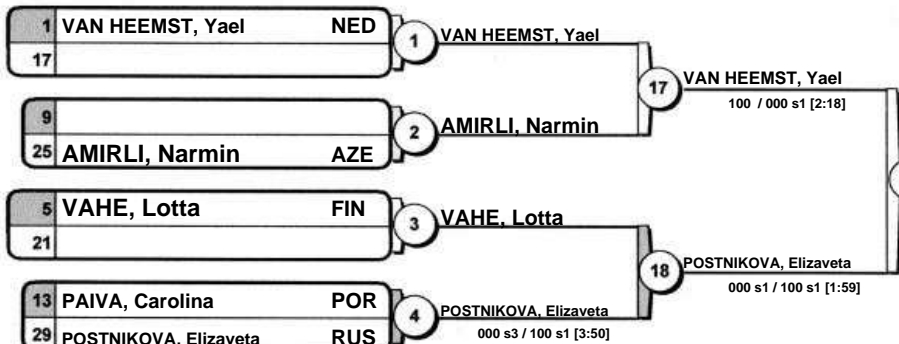 1 VAN HEEMST, Yael NED
17
1 VAN HEEMST, Yael
9
25 AMIRLI, Narmin AZE
2 AMIRLI, Narmin
17 VAN HEEMST, Yael
100 / 000 s1 [2:18]
5 VAHE, Lotta FIN
21
3 VAHE, Lotta
13 PAIVA, Carolina POR
29 POSTNIKOVA, Elizaveta RUS
4 POSTNIKOVA, Elizaveta
000 s3 / 100 s1 [3:50]
18 POSTNIKOVA, Elizaveta
000 s1 / 100 s1 [1:59]